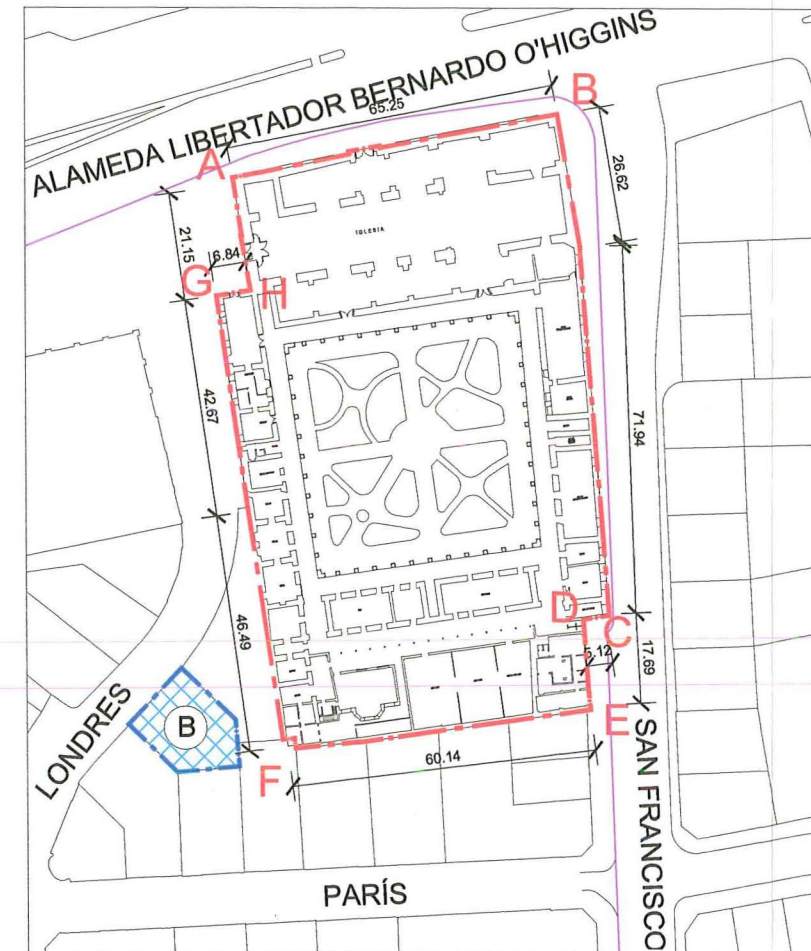 ALAMEDA LIBERTADOR BERNARDO O'HIGGINS
65.25
B
A
26.62
21.15
6.84
IGLESIA
G
H
42.67
71.94
D
C
46.49
5.12
17.69
LONDRES
B
E
F
60.14
SAN FRANCISCO
PARÍS